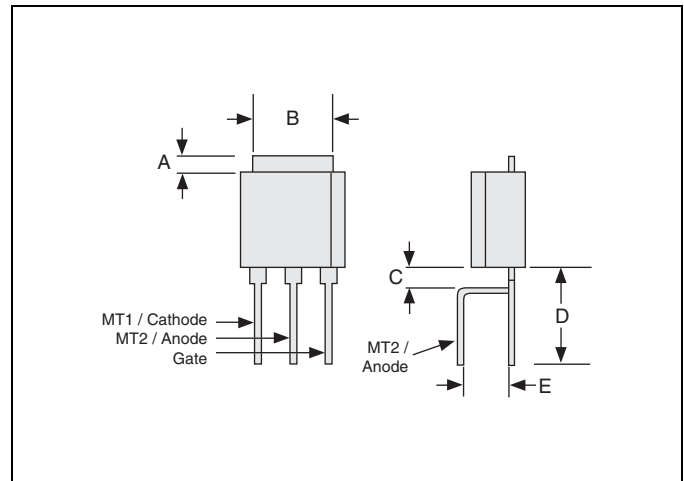 B
A
C
D
MT1 / Cathode
MT2 / Anode
Gate
MT2 /
Anode
E